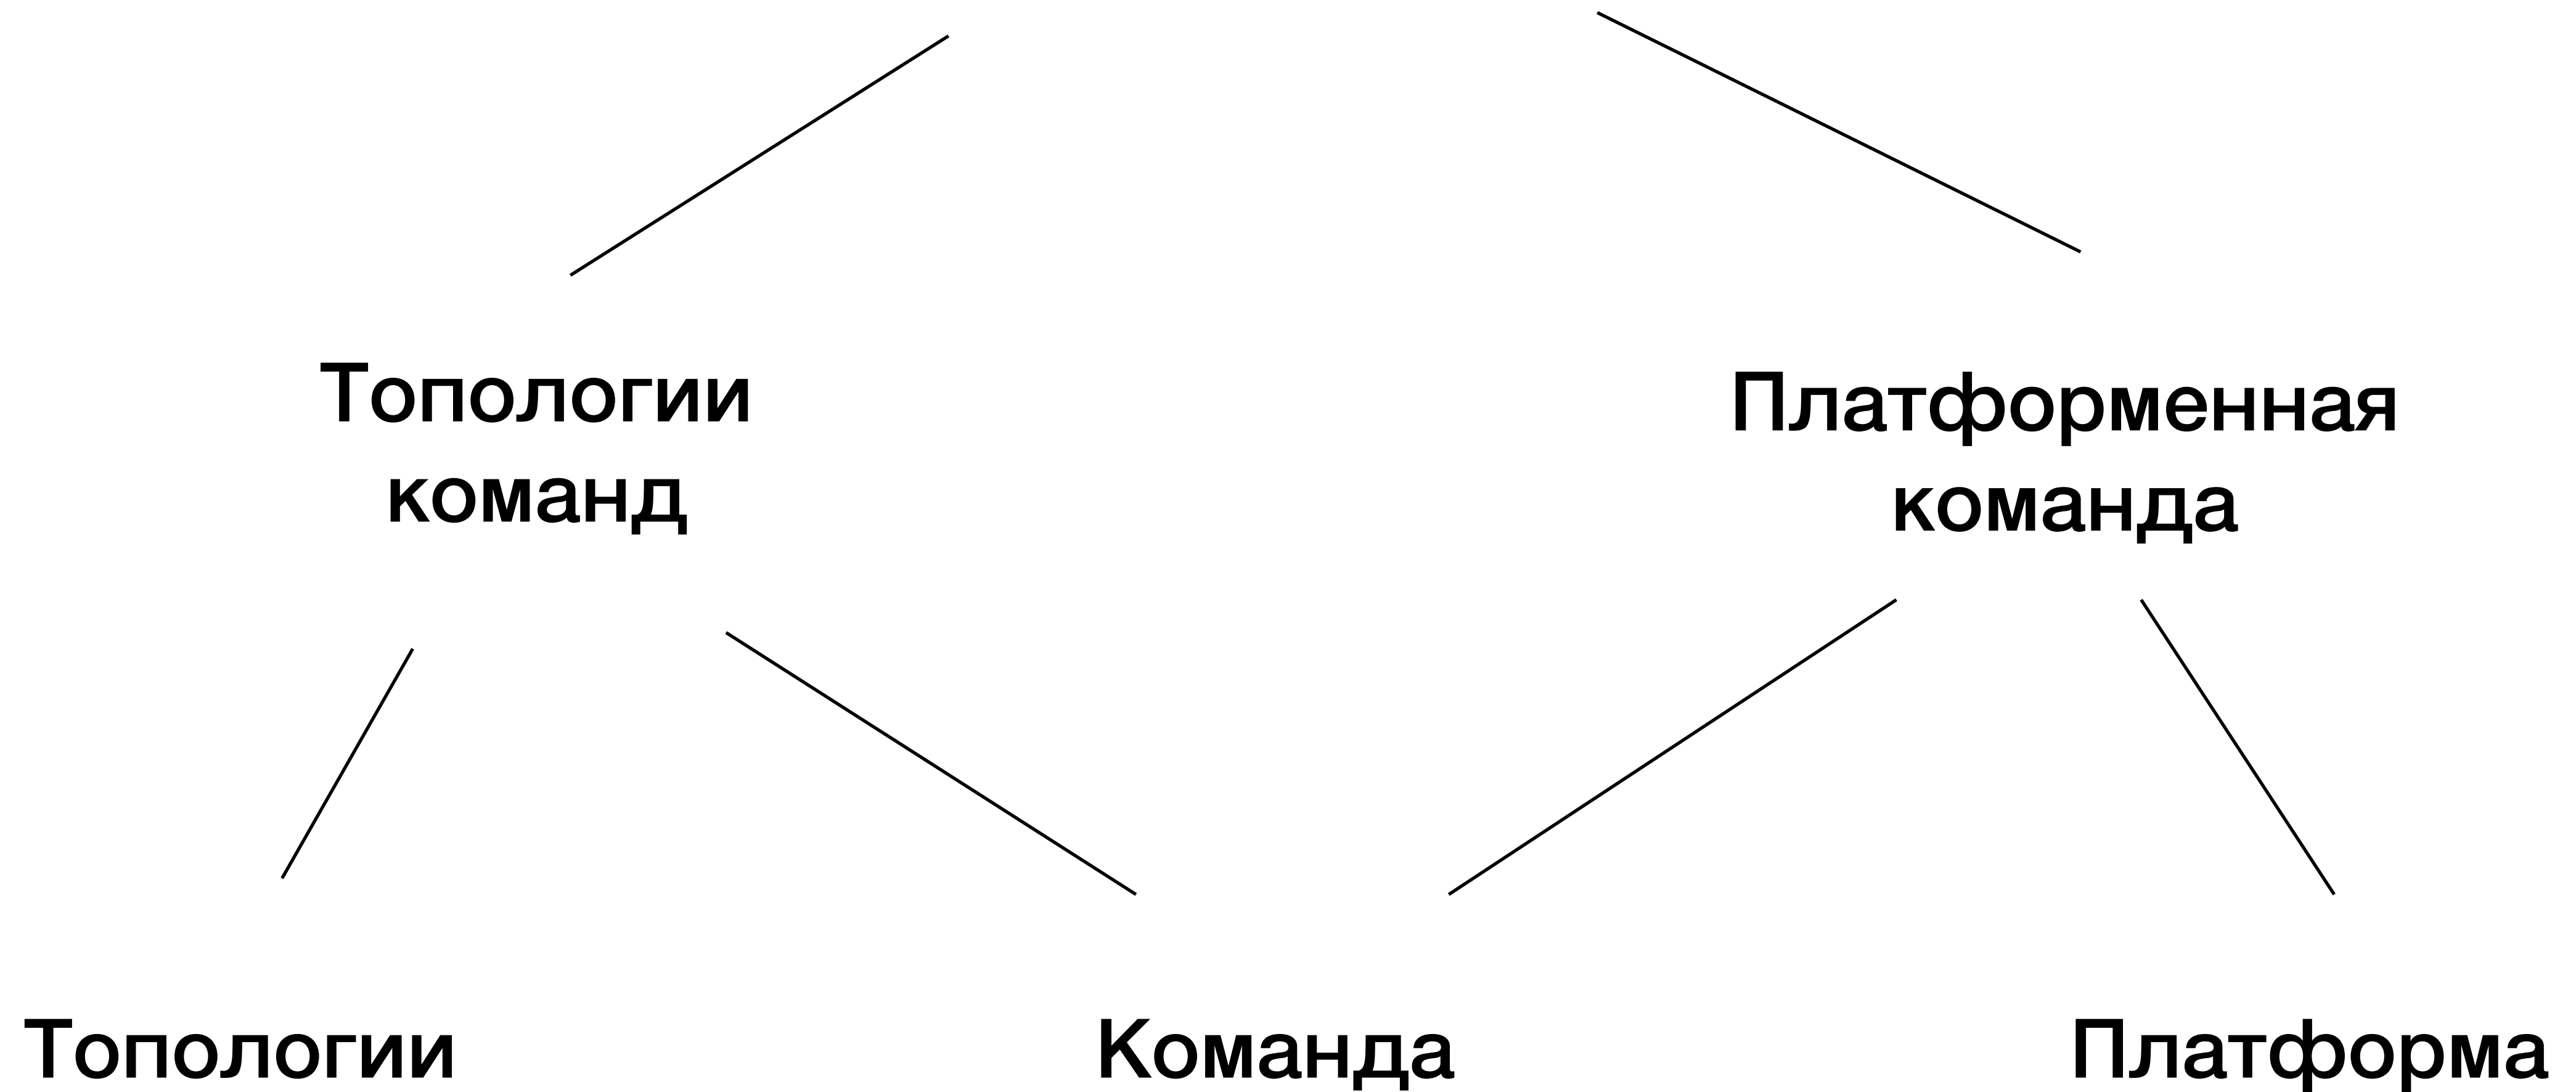 Топологии
команд
Платформенная
команда
Топологии
Команда
Платформа